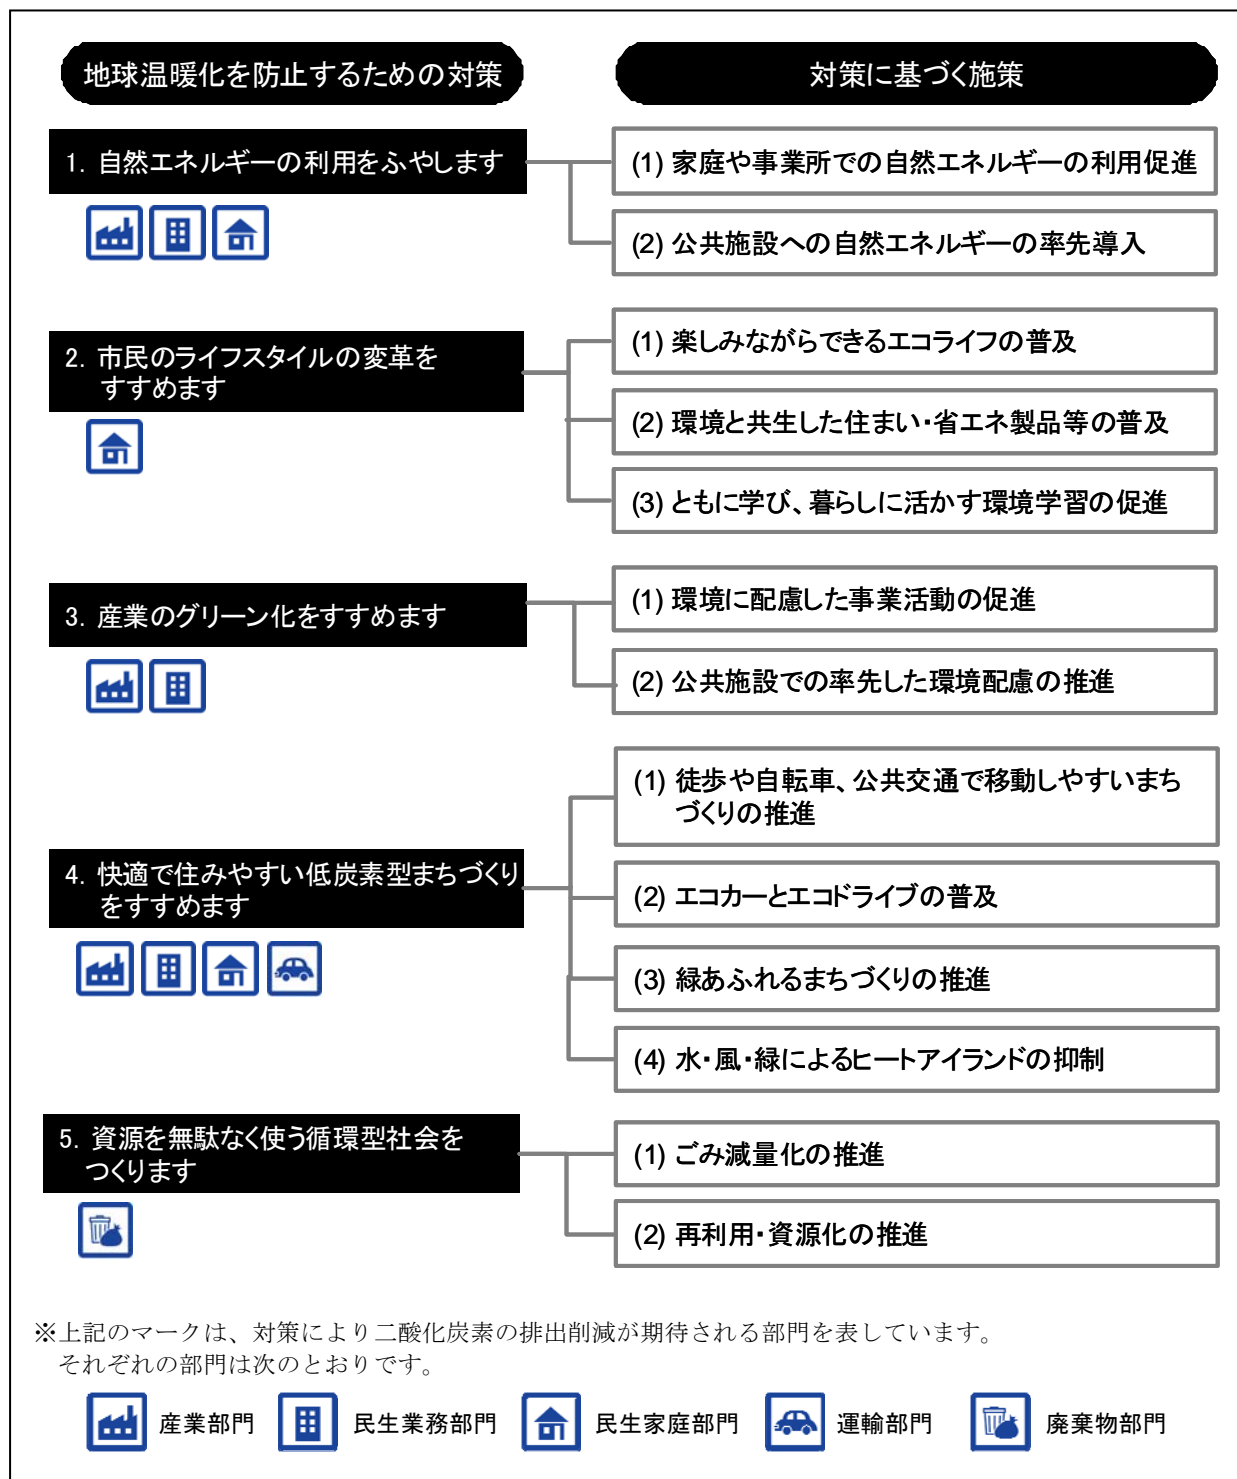 地球温暖化を防止するための対策
対策に基づく施策
1. 自然エネルギーの利用をふやします
(1) 家庭や事業所での自然エネルギーの利用促進
(2) 公共施設への自然エネルギーの率先導入
2. 市民のライフスタイルの変革を
すすめます
(1) 楽しみながらできるエコライフの普及
(2) 環境と共生した住まい・省エネ製品等の普及
(3) ともに学び、暮らしに活かす環境学習の促進
3. 産業のグリーン化をすすめます
(1) 環境に配慮した事業活動の促進
(2) 公共施設での率先した環境配慮の推進
4. 快適で住みやすい低炭素型まちづくり
をすすめます
(1) 徒歩や自転車、公共交通で移動しやすいまち
づくりの推進
(2) エコカーとエコドライブの普及
(3) 緑あふれるまちづくりの推進
(4) 水・風・緑によるヒートアイランドの抑制
5. 資源を無駄なく使う循環型社会を
つくります
(1) ごみ減量化の推進
(2) 再利用・資源化の推進
※上記のマークは、対策により二酸化炭素の排出削減が期待される部門を表しています。
それぞれの部門は次のとおりです。
産業部門 民生業務部門 民生家庭部門 運輸部門 廃棄物部門